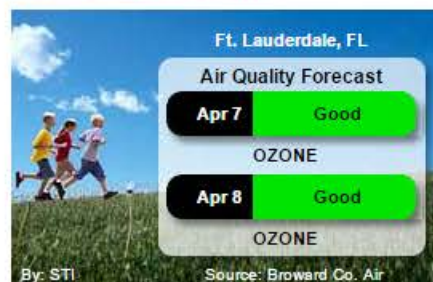 Ft. Lauderdale, FL
Air Quality Forecast
Apr 7 Good
OZONE
Apr 8 Good
OZONE
By: STI Source: Broward Co. Air